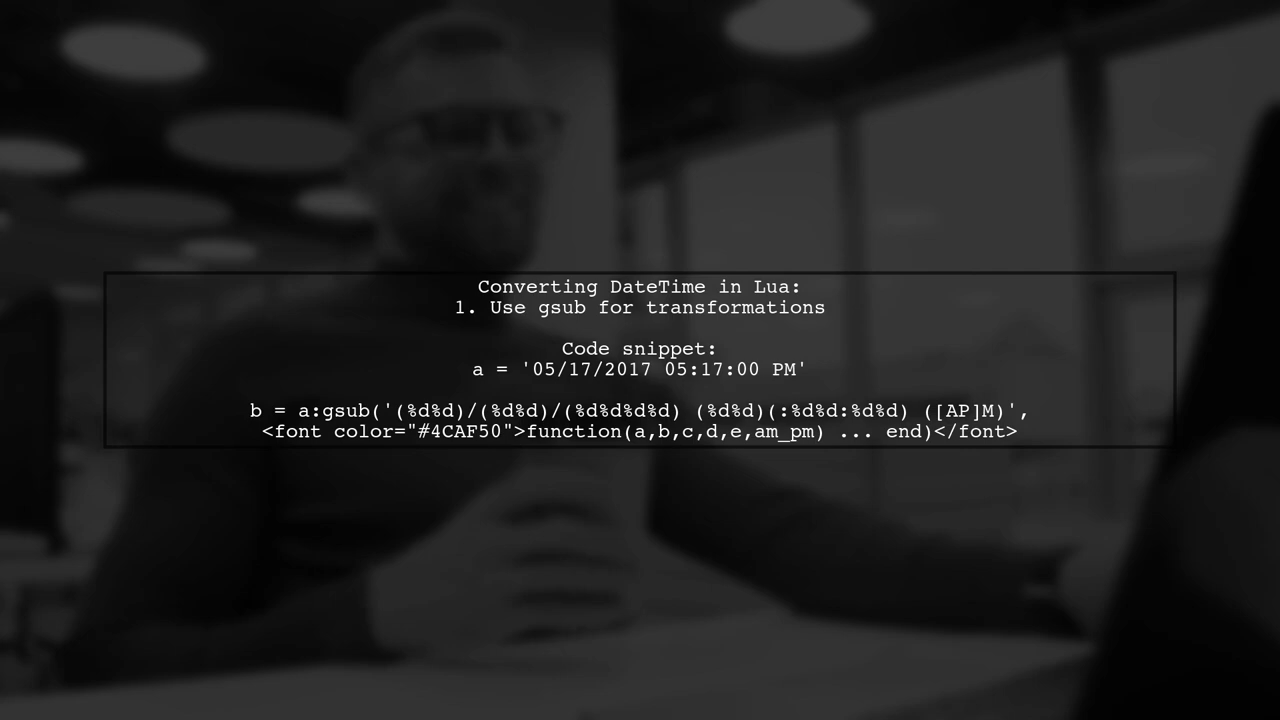 Converting DateTime in Lua:
1. Use gsub for transformations
Code snippet:
a = '05/17/2017 05:17:00 PM'
b = a:gsub('(%d%d)/(%d%d)/(%d%d%d%d) (%d%d)(:%d%d:%d%d) ([AP]M)',
<font color="#4CAF50">function(a,b,c,d,e,am_pm) ... end)</font>